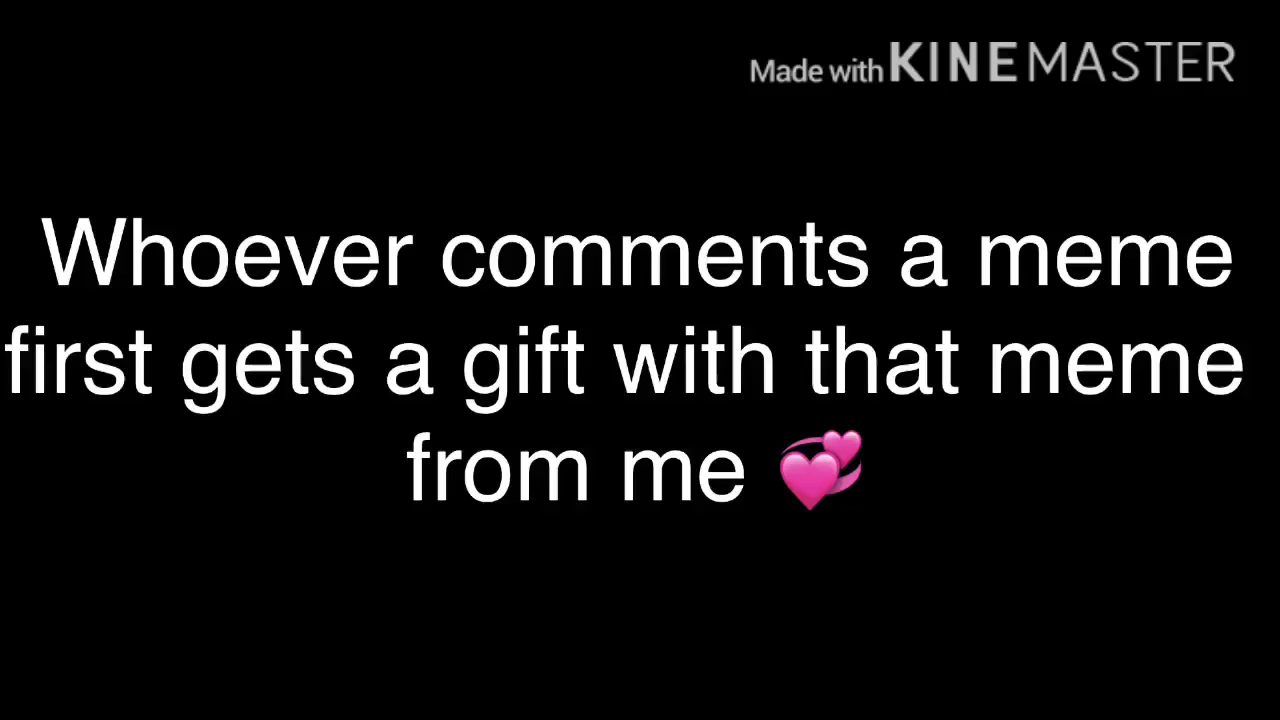 Made with KINEMASTER
Whoever comments a meme
first gets a gift with that meme
from me 💞